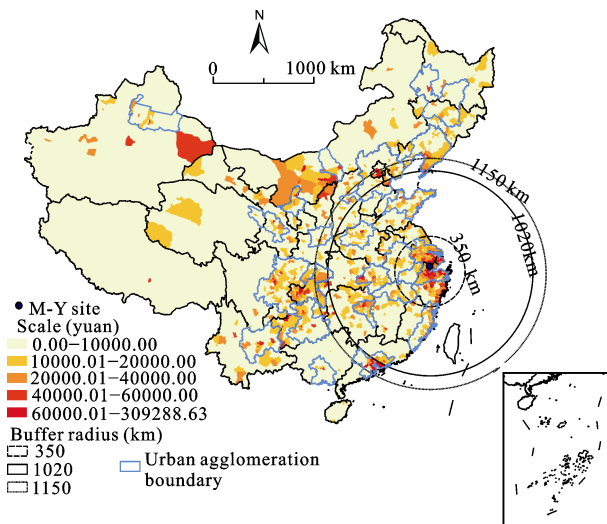 N
0 1000 km
1150 km
1020km
350 km
M-Y site
Scale (yuan)
0.00−10000.00
10000.01−20000.00
20000.01−40000.00
40000.01−60000.00
60000.01−309288.63
Buffer radius (km)
350
1020
1150
Urban agglomeration
boundary